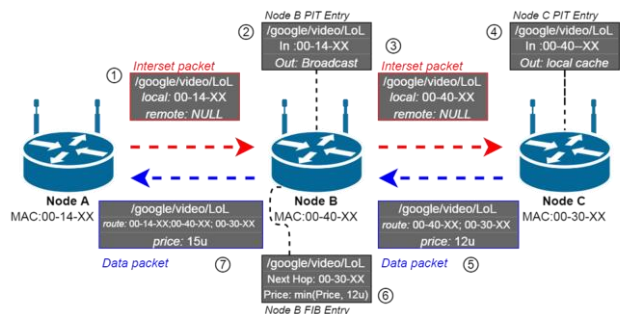 Node B PIT Entry
② /google/video/LoL
In :00-14-XX
Out: Broadcast
Node C PIT Entry
④ /google/video/LoL
In :00-40--XX
Out: local cache
① Interset packet
/google/video/LoL
local: 00-14-XX
remote: NULL
③
Interset packet
/google/video/LoL
local: 00-40-XX
remote: NULL
Node A
MAC:00-14-XX
Node B
MAC:00-40-XX
Node C
MAC:00-30-XX
/google/video/LoL
route: 00-14-XX;00-40-XX; 00-30-XX
price: 15u
Data packet ⑦
/google/video/LoL
route: 00-40-XX; 00-30-XX
price: 12u
Data packet ⑤
/google/video/LoL
Next Hop: 00-30-XX
Price: min(Price, 12u) ⑥
Node B FIB Entry